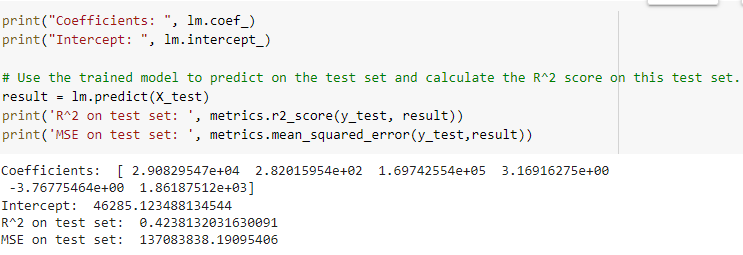 print("Coefficients: ", lm.coef_)
print("Intercept: ", lm.intercept_)
# Use the trained model to predict on the test set and calculate the R^2 score on this test set.
result = lm.predict(X_test)
print('R^2 on test set: ', metrics.r2_score(y_test, result))
print('MSE on test set: ', metrics.mean_squared_error(y_test,result))
Coefficients:  [ 2.90829547e+04  2.82015954e+02  1.69742554e+05  3.16916275e+00
 -3.76775464e+00  1.86187512e+03]
Intercept:  46285.123488134544
R^2 on test set:  0.4238132031630091
MSE on test set:  137083838.19095406